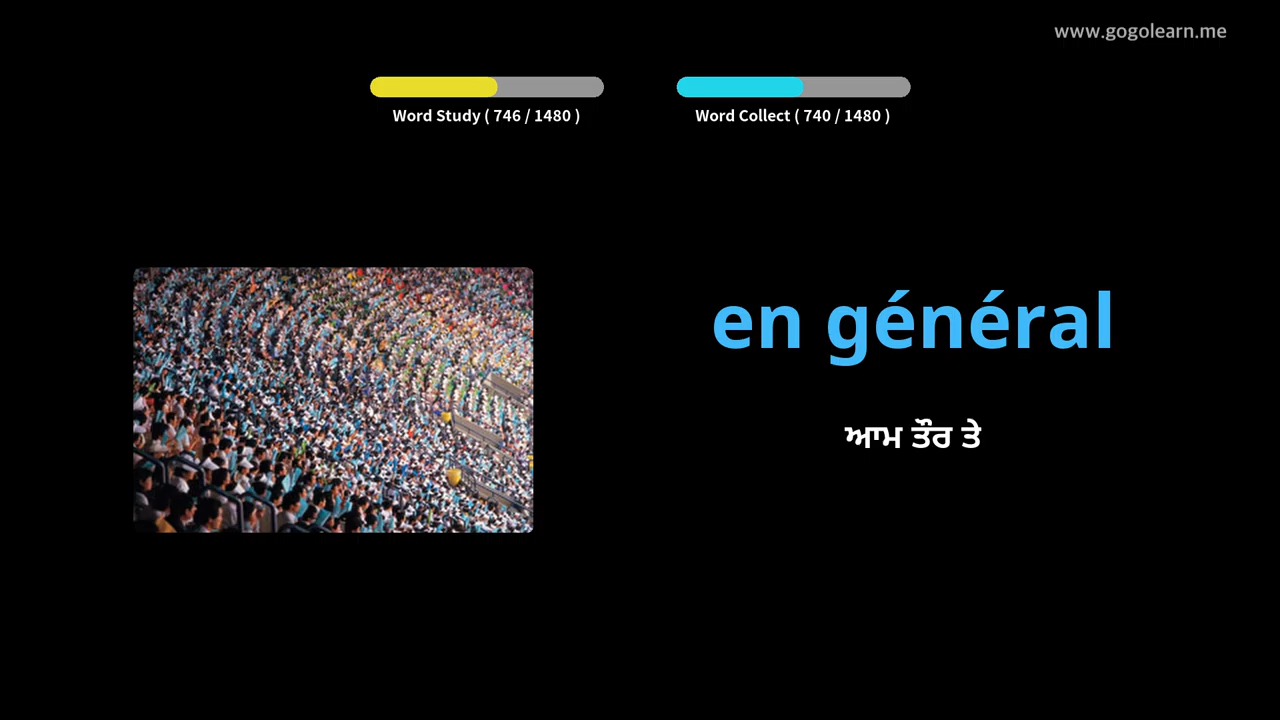 www.gogolearn.me
Word Study ( 746 / 1480 )
Word Collect ( 740 / 1480 )
en général
ਆਮ ਤੌਰ ਤੇ